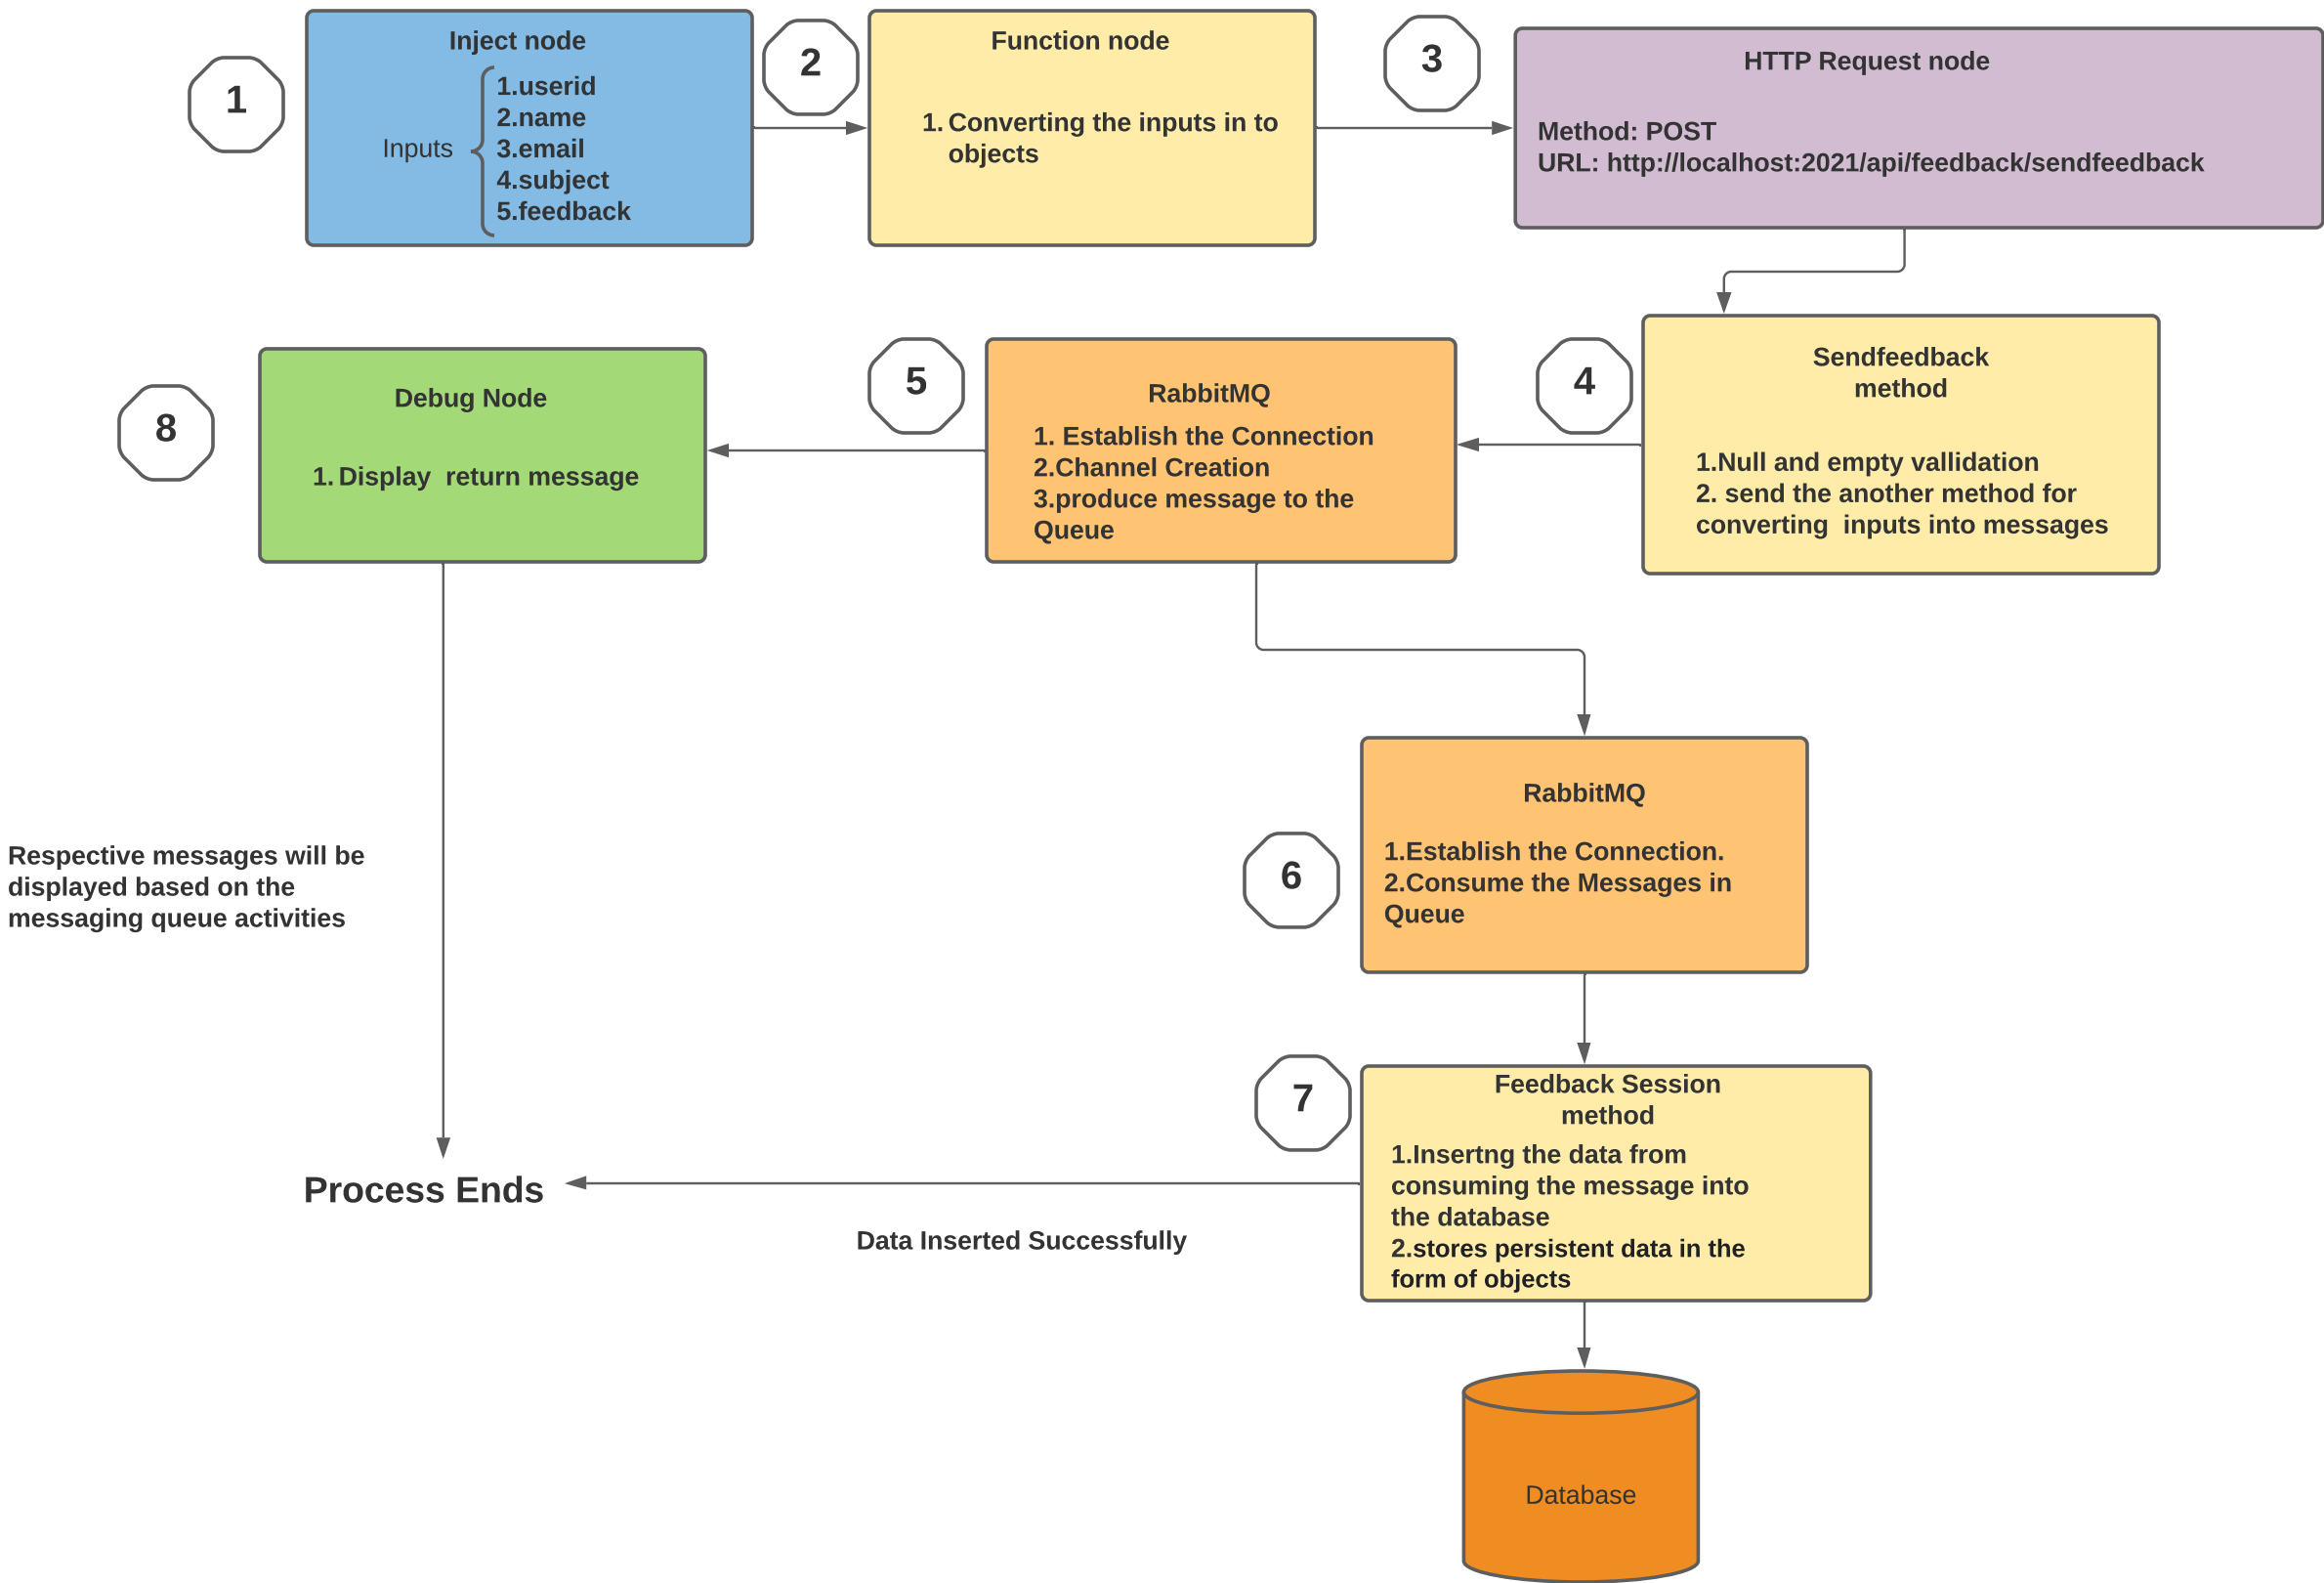 1
Inject node
Inputs
1.userid
2.name
3.email
4.subject
5.feedback
2
Function node
1. Converting the inputs in to
objects
3
HTTP Request node
Method: POST
URL: http://localhost:2021/api/feedback/sendfeedback
4
Sendfeedback
method
1.Null and empty vallidation
2. send the another method for
converting  inputs into messages
5
RabbitMQ
1. Establish the Connection
2.Channel Creation
3.produce message to the
Queue
8
Debug Node
1. Display  return message
6
RabbitMQ
1.Establish the Connection.
2.Consume the Messages in
Queue
Respective messages will be
displayed based on the
messaging queue activities
7
Feedback Session
method
1.Insertng the data from
consuming the message into
the database
2.stores persistent data in the
form of objects
Process Ends
Data Inserted Successfully
Database